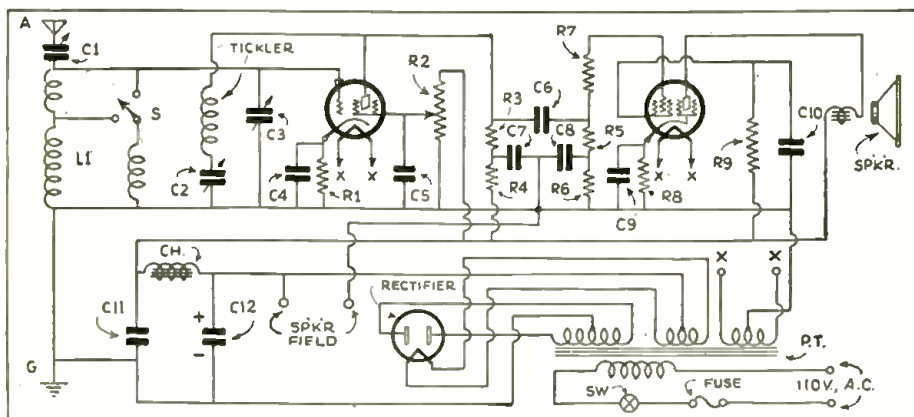 A
C1
TICKLER
R2
R7
S
C3
R3
C6
C7
C8
R5
C10
L1
C2
C4
R1
C5
R4
R6
C9
R8
R9
SPKR.
X X
X X
X X
CH.
C11
+
C12
-
SPKR
FIELD
RECTIFIER
P.T.
G
SW
FUSE
110V, A.C.